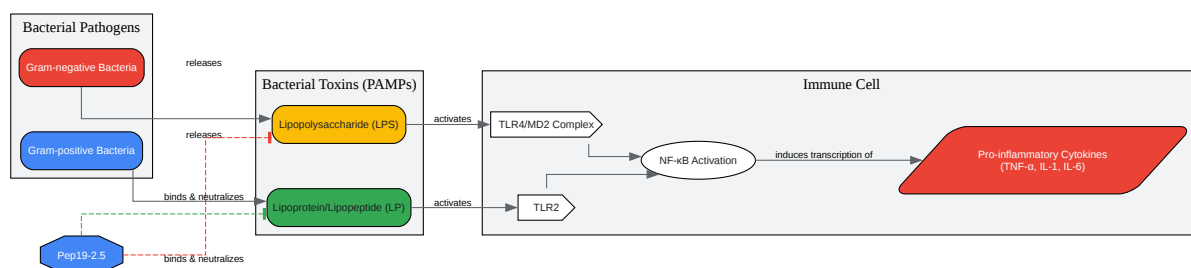 Bacterial Pathogens
Gram-negative Bacteria
releases
Gram-positive Bacteria
releases
binds & neutralizes
Pep19-2.5
binds & neutralizes
Bacterial Toxins (PAMPs)
Lipopolysaccharide (LPS)
activates
Lipoprotein/Lipopeptide (LP)
activates
Immune Cell
TLR4/MD2 Complex
TLR2
NF-κB Activation
induces transcription of
Pro-inflammatory Cytokines
(TNF-α, IL-1, IL-6)